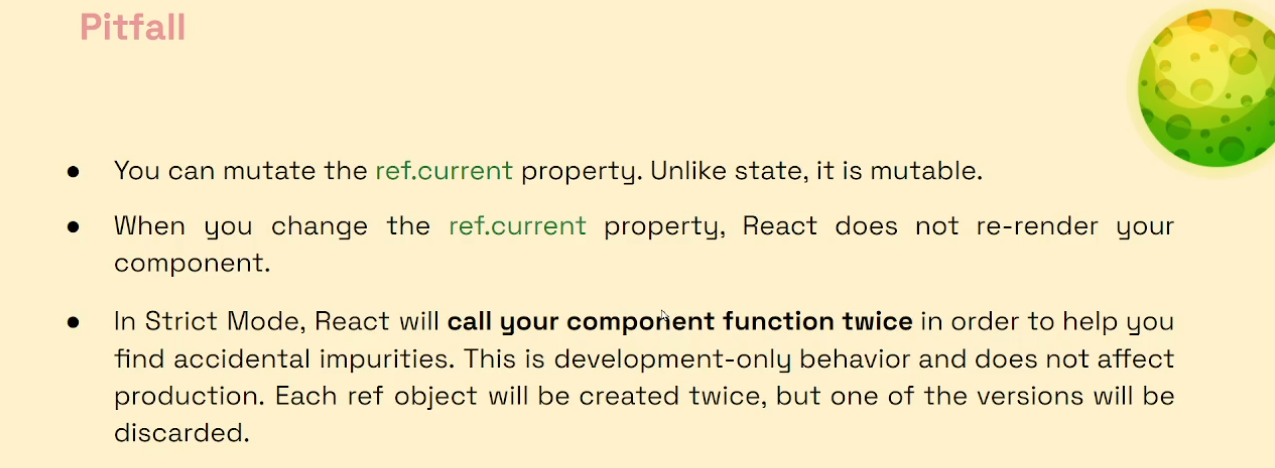 Pitfall
● You can mutate the ref.current property. Unlike state, it is mutable.
● When you change the ref.current property, React does not re-render your
component.
● In Strict Mode, React will call your component function twice in order to help you
find accidental impurities. This is development-only behavior and does not affect
production. Each ref object will be created twice, but one of the versions will be
discarded.